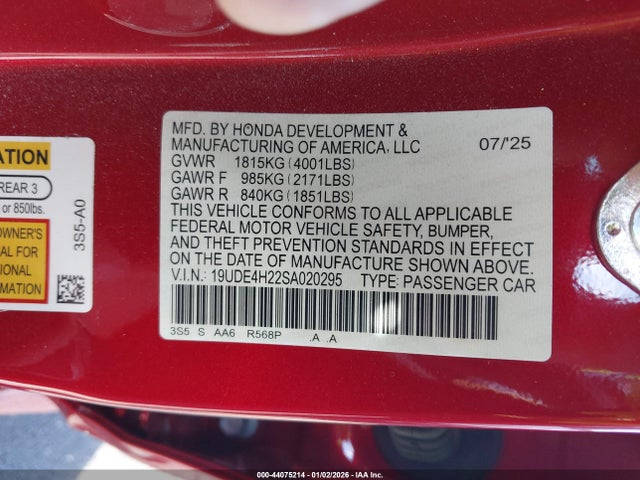 REAR 3
or 850lbs.
OWNER'S
AL FOR
IONAL
RMATION
3S5-A0
MFD. BY HONDA DEVELOPMENT &
MANUFACTURING OF AMERICA, LLC 07/'25
GVWR 1815KG (4001LBS)
GAWR F 985KG (2171LBS)
GAWR R 840KG (1851LBS)
THIS VEHICLE CONFORMS TO ALL APPLICABLE
FEDERAL MOTOR VEHICLE SAFETY, BUMPER,
AND THEFT PREVENTION STANDARDS IN EFFECT
ON THE DATE OF MANUFACTURE SHOWN ABOVE.
V.I.N.: 19UDE4H22SA020295 TYPE: PASSENGER CAR
3S5 S AA6 R568P .A .A
000-44075214 - 01/02/2026 - IAA Inc.